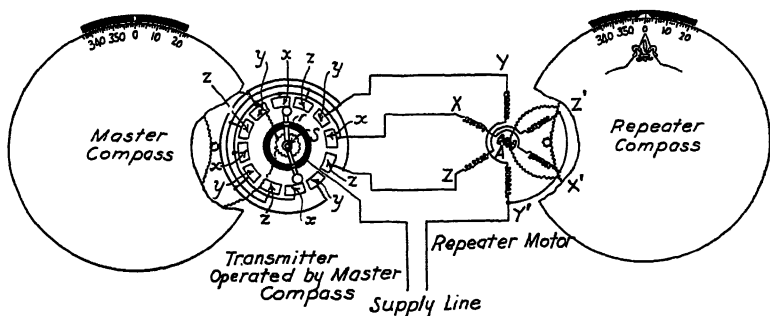 340 350 0 10 20
340 350 0 10 20
Master
Compass
z
y
x
z
y
x
z
y
x
z
y
x
r
S
X
Y
Z
A
Z'
X'
Y'
Repeater
Compass
Transmitter
Operated by Master
Compass
Repeater Motor
Supply Line